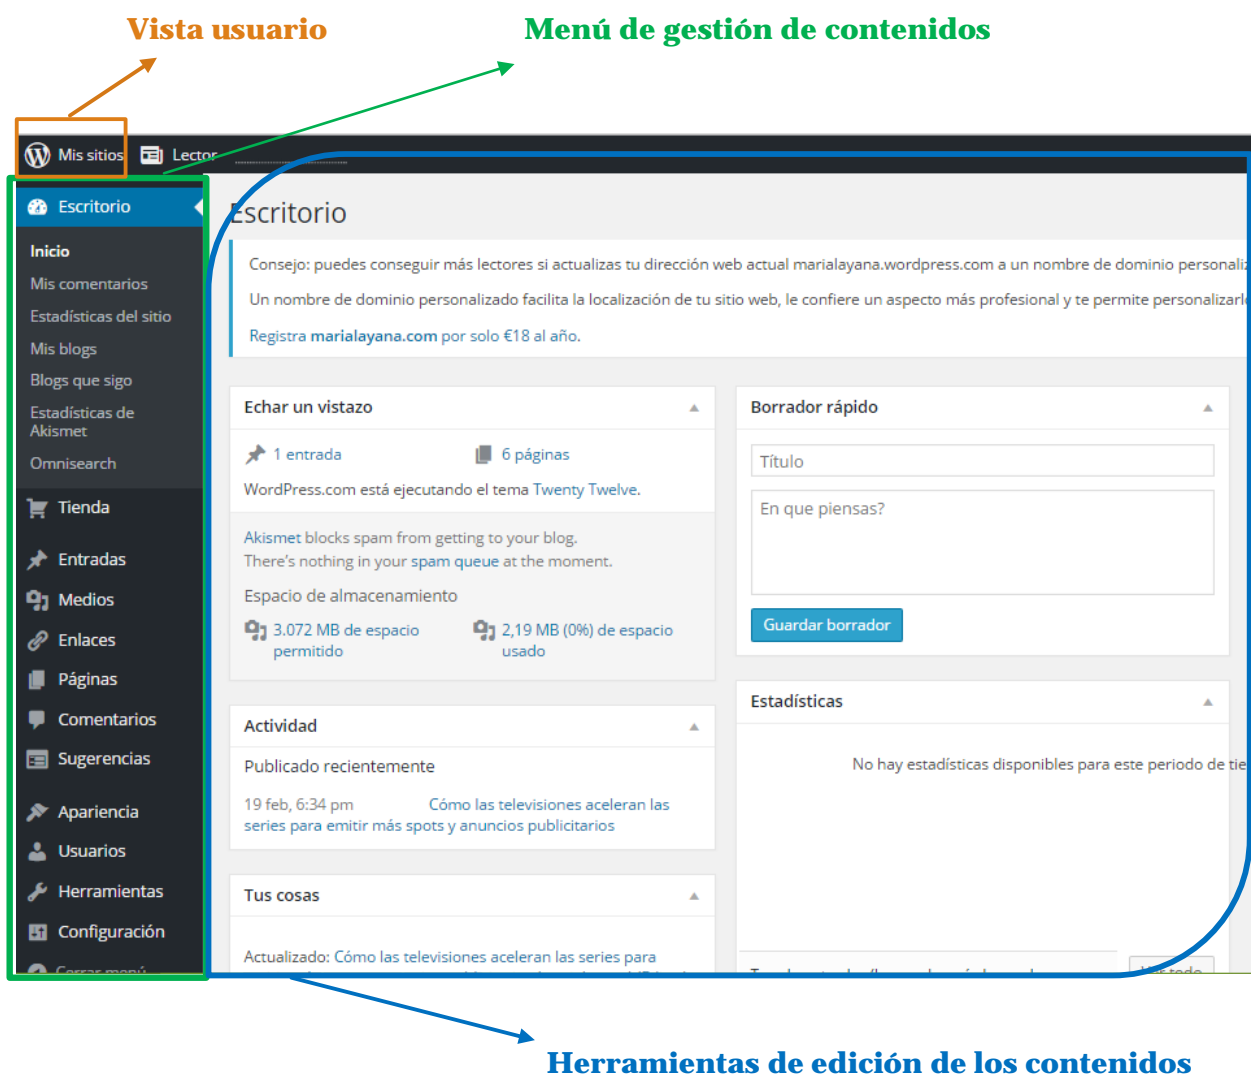 Vista usuario
Menú de gestión de contenidos
Mis sitios
Lector
Escritorio
Inicio
Mis comentarios
Estadísticas del sitio
Mis blogs
Blogs que sigo
Estadísticas de
Akismet
Omnisearch
Tienda
Entradas
Medios
Enlaces
Páginas
Comentarios
Sugerencias
Apariencia
Usuarios
Herramientas
Configuración
Cerrar menú
Escritorio
Consejo: puedes conseguir más lectores si actualizas tu dirección web actual marialayana.wordpress.com a un nombre de dominio personaliz
Un nombre de dominio personalizado facilita la localización de tu sitio web, le confiere un aspecto más profesional y te permite personalizarlo
Registra marialayana.com por solo €18 al año.
Echar un vistazo
1 entrada
6 páginas
WordPress.com está ejecutando el tema Twenty Twelve.
Akismet blocks spam from getting to your blog.
There's nothing in your spam queue at the moment.
Espacio de almacenamiento
3.072 MB de espacio
permitido
2,19 MB (0%) de espacio
usado
Actividad
Publicado recientemente
19 feb, 6:34 pm Cómo las televisiones aceleran las
series para emitir más spots y anuncios publicitarios
Tus cosas
Actualizado: Cómo las televisiones aceleran las series para
Borrador rápido
Título
En que piensas?
Guardar borrador
Estadísticas
No hay estadísticas disponibles para este periodo de tie
Ver todo
Herramientas de edición de los contenidos